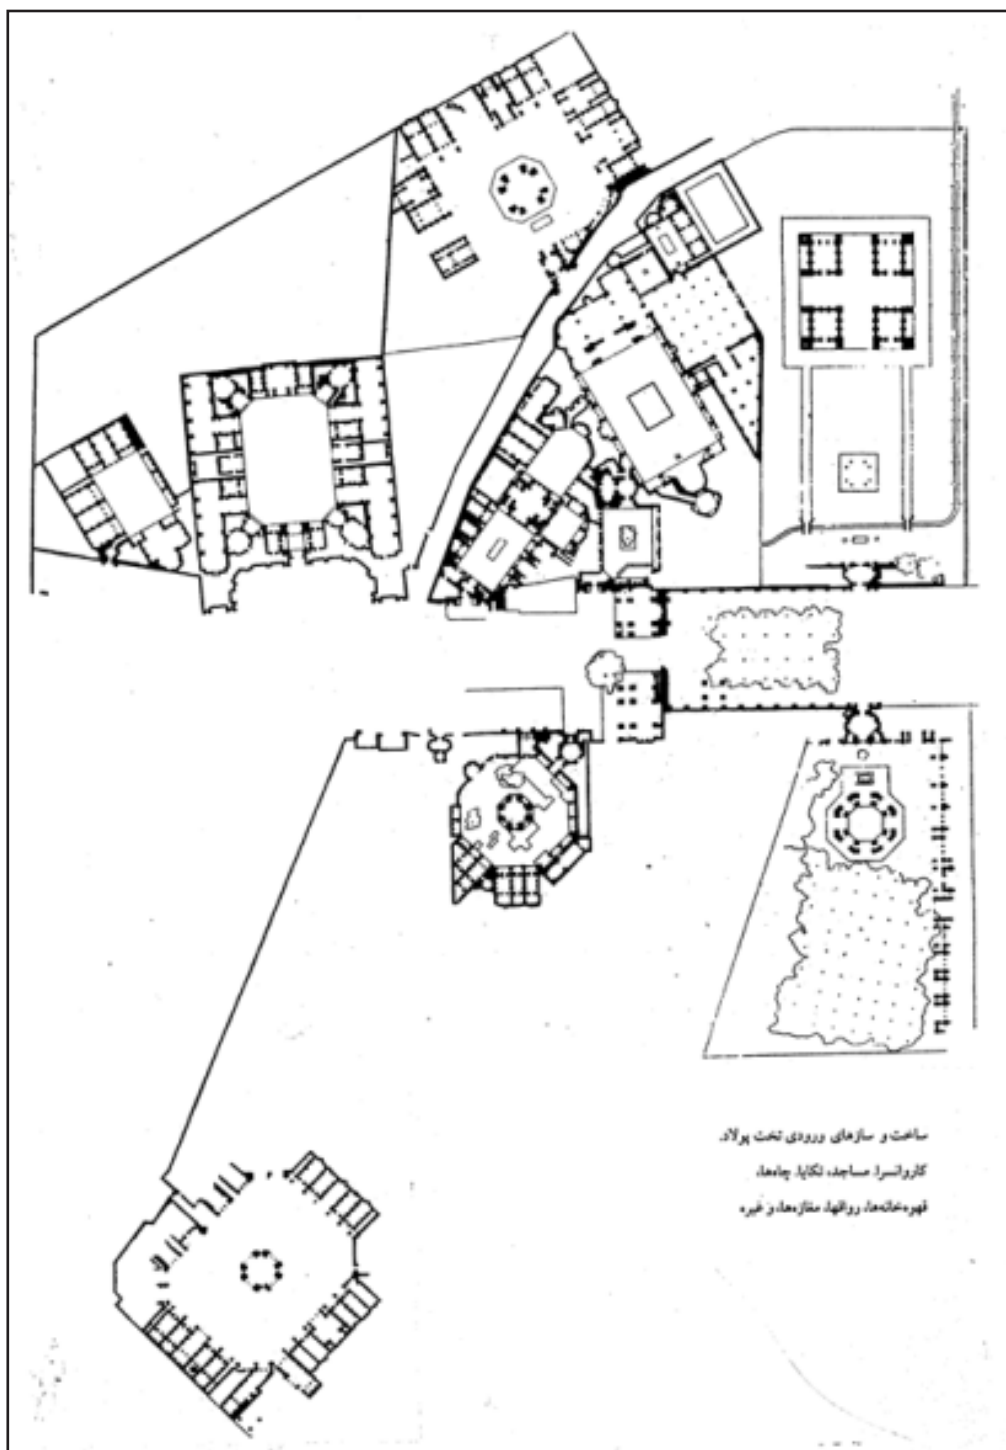 ساخت و سازهای ورودی تخت پولاد.
کاروانسرا. مساجد، تکایا. چاه‌ها،
قهوه‌خانه‌ها، رواقها، مغازه‌ها، و غیره